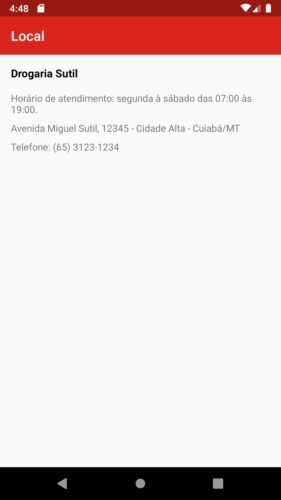 4:48
Local
Drogaria Sutil
Horário de atendimento: segunda à sábado das 07:00 às
19:00.
Avenida Miguel Sutil, 12345 - Cidade Alta - Cuiabá/MT
Telefone: (65) 3123-1234